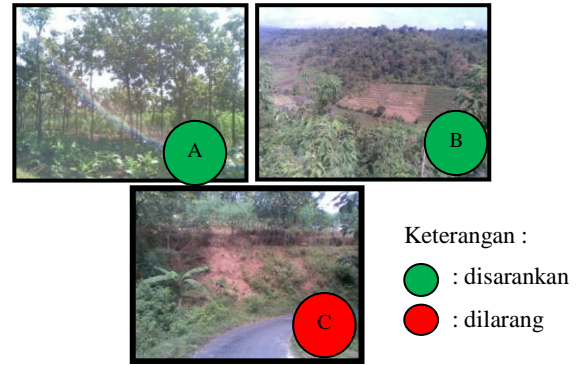 A
B
C
Keterangan :
: disarankan
: dilarang